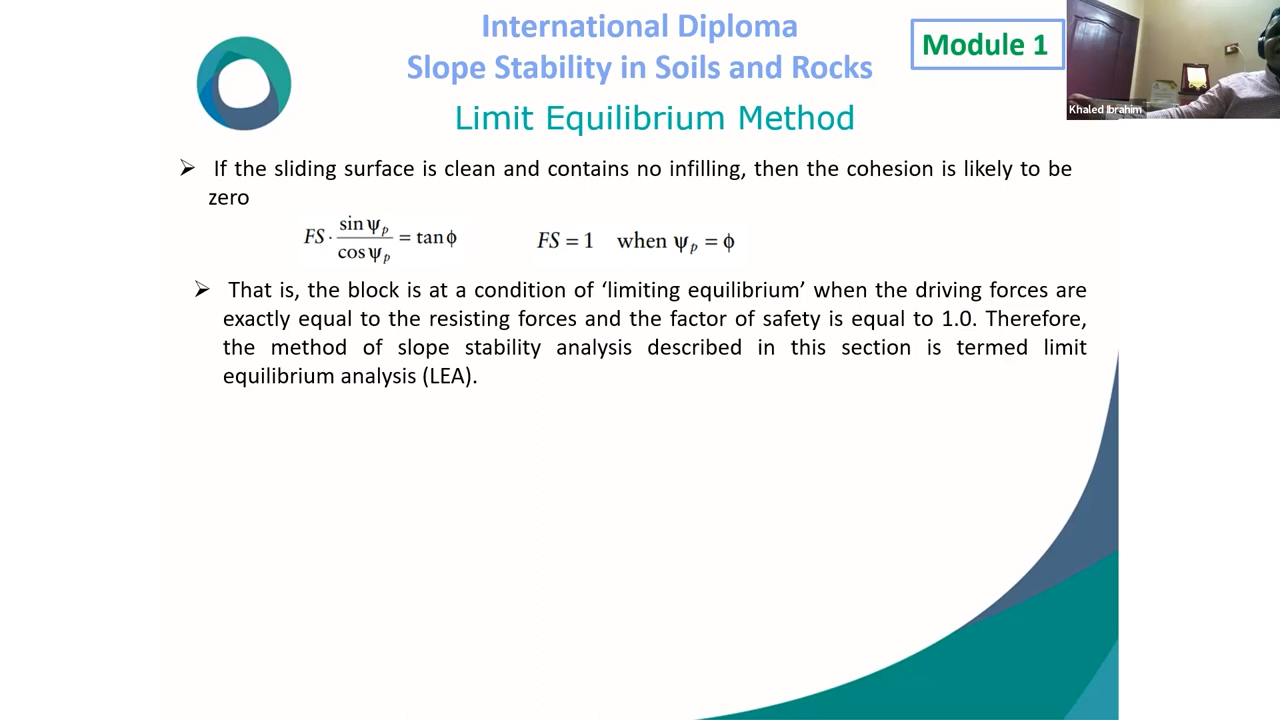 International Diploma
Slope Stability in Soils and Rocks
Module 1
Khaled Ibrahim
Limit Equilibrium Method
➢ If the sliding surface is clean and contains no infilling, then the cohesion is likely to be
zero
FS · sin ψp / cos ψp = tan ϕ FS = 1 when ψp = ϕ
➢ That is, the block is at a condition of ‘limiting equilibrium’ when the driving forces are
exactly equal to the resisting forces and the factor of safety is equal to 1.0. Therefore,
the method of slope stability analysis described in this section is termed limit
equilibrium analysis (LEA).